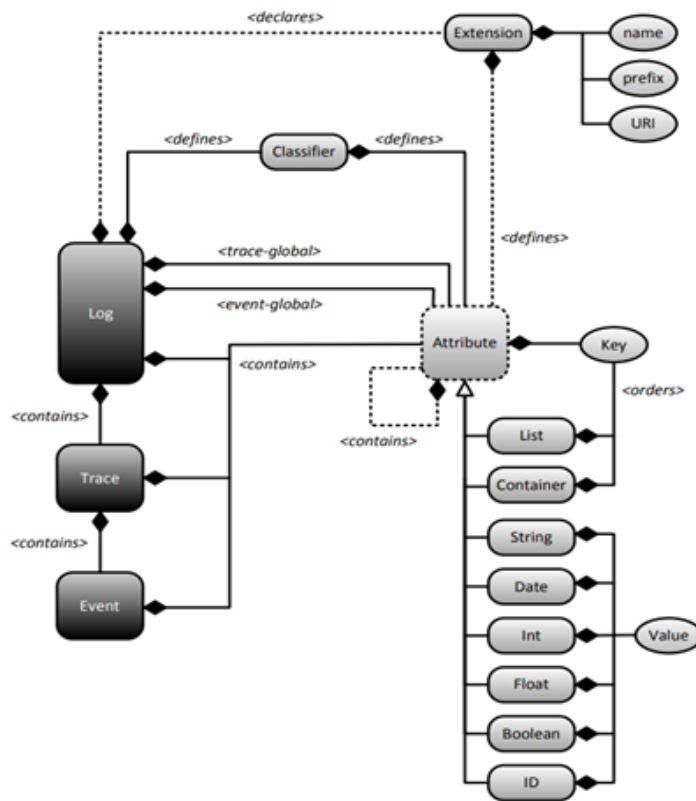 <declares>
Extension
name
prefix
URI
<defines>
Classifier
<defines>
<defines>
<trace-global>
<event-global>
Log
Attribute
Key
<contains>
<orders>
<contains>
<contains>
List
Trace
Container
String
<contains>
Date
Event
Int
Value
Float
Boolean
ID